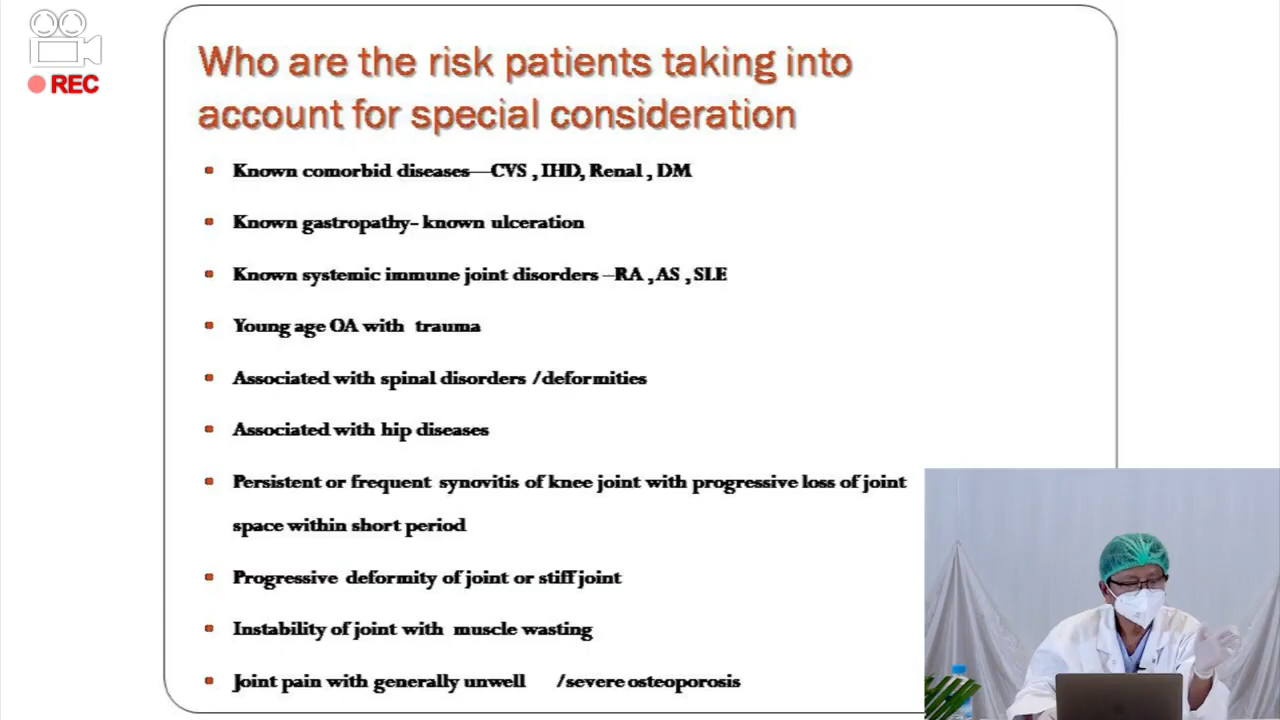 REC
Who are the risk patients taking into
account for special consideration
Known comorbid diseases—CVS , IHD, Renal , DM
Known gastropathy- known ulceration
Known systemic immune joint disorders –RA , AS , SLE
Young age OA with trauma
Associated with spinal disorders /deformities
Associated with hip diseases
Persistent or frequent synovitis of knee joint with progressive loss of joint
space within short period
Progressive deformity of joint or stiff joint
Instability of joint with muscle wasting
Joint pain with generally unwell /severe osteoporosis